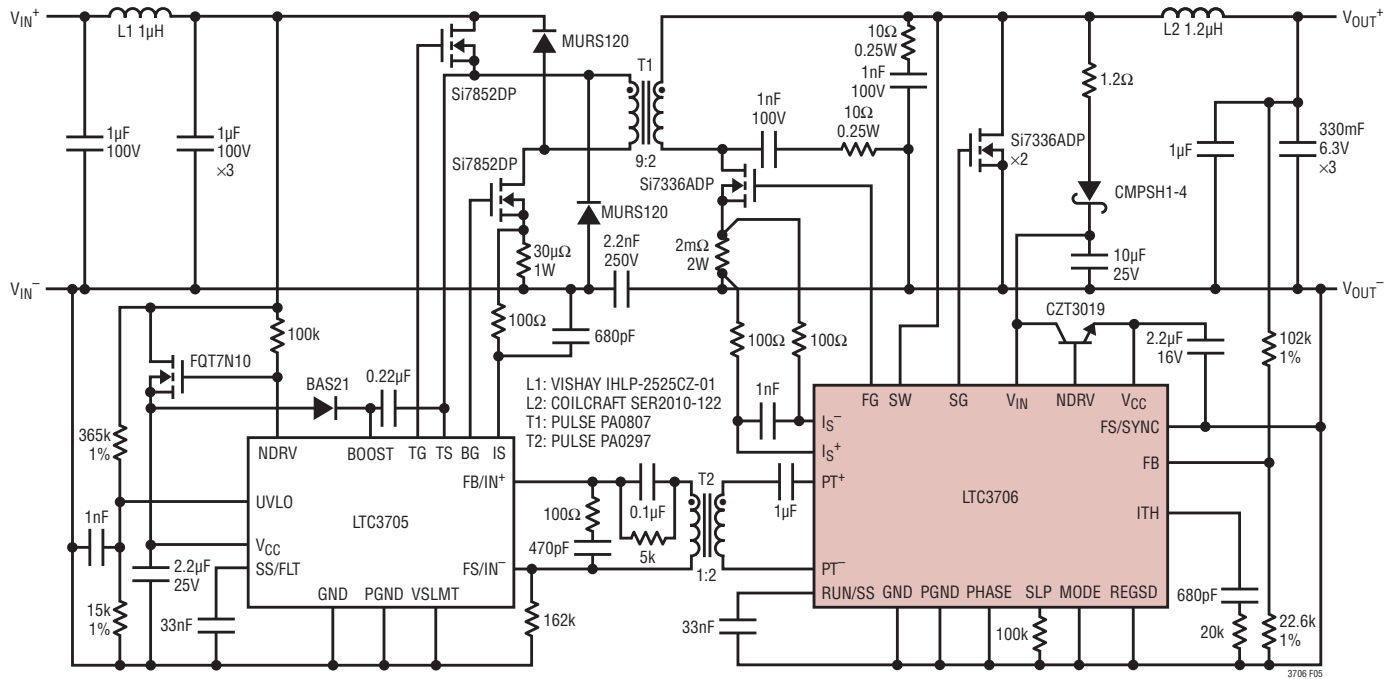 VIN+
L1 1µH
MURS120
Si7852DP
T1
9:2
10Ω
0.25W
1nF
100V
L2 1.2µH
VOUT+
1µF
100V
1µF
100V
×3
Si7852DP
MURS120
30µΩ
1W
2.2nF
250V
1nF
100V
10Ω
0.25W
Si7336ADP
Si7336ADP
×2
1.2Ω
CMPSH1-4
1µF
330mF
6.3V
×3
2mΩ
2W
10µF
25V
VIN–
VOUT–
100k
FQT7N10
BAS21
0.22µF
100Ω
680pF
100Ω
100Ω
1nF
CZT3019
2.2µF
16V
102k
1%
L1: VISHAY IHLP-2525CZ-01
L2: COILCRAFT SER2010-122
T1: PULSE PA0807
T2: PULSE PA0297
365k
1%
NDRV
BOOST
TG
TS
BG
IS
FB/IN+
UVLO
LTC3705
VCC
SS/FLT
FS/IN–
GND
PGND
VSLMT
1nF
2.2µF
25V
15k
1%
33nF
162k
100Ω
470pF
0.1µF
5k
T2
1:2
1µF
FG
SW
SG
VIN
NDRV
VCC
IS–
IS+
PT+
FS/SYNC
FB
LTC3706
ITH
PT–
RUN/SS
GND
PGND
PHASE
SLP
MODE
REGSD
33nF
100k
680pF
20k
22.6k
1%
3706 F05